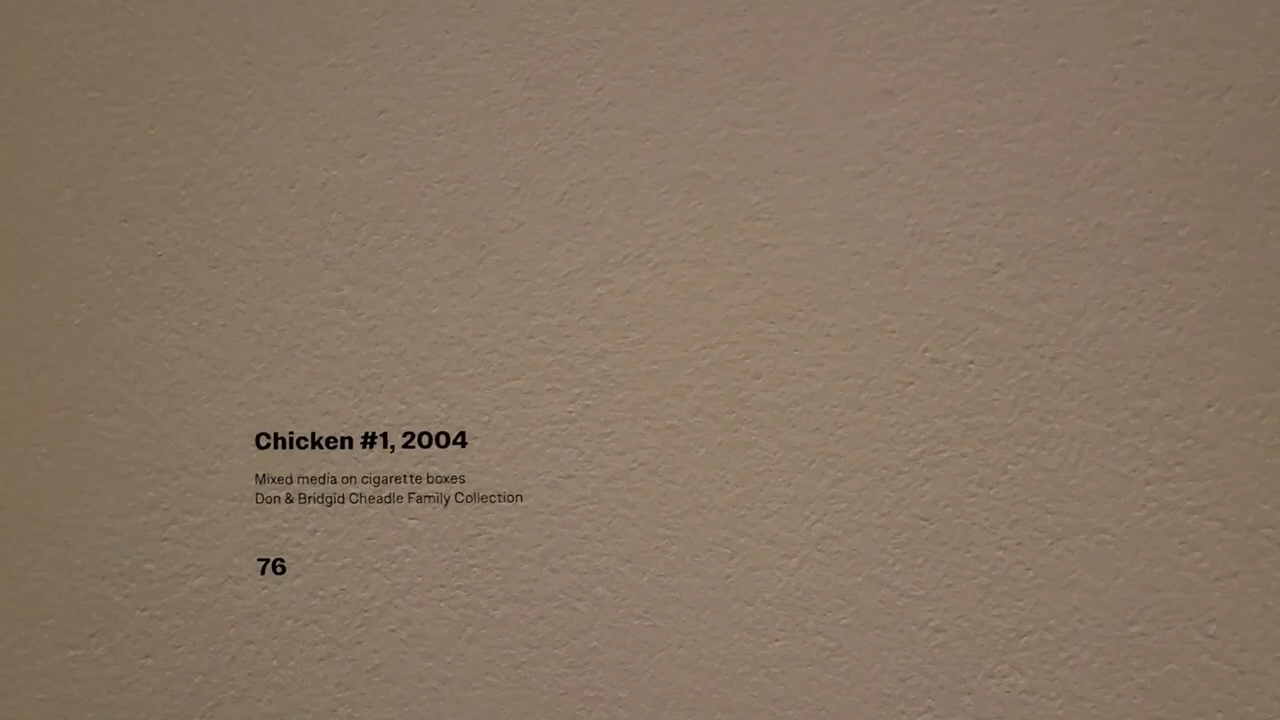 Chicken #1, 2004
Mixed media on cigarette boxes
Don & Bridgid Cheadle Family Collection
76